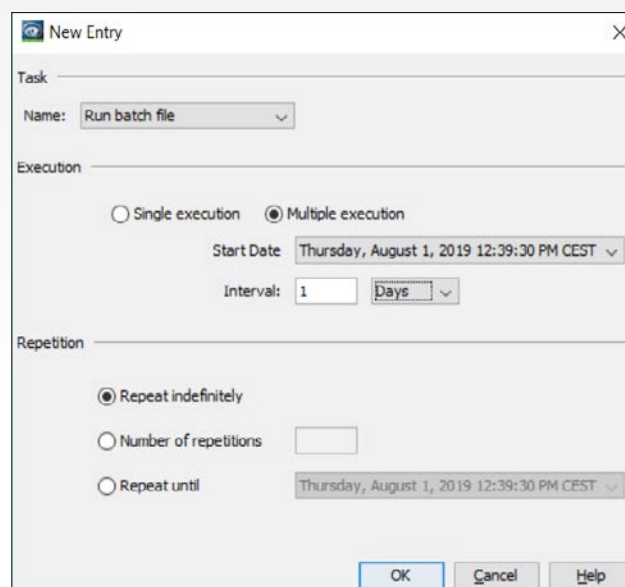 New Entry
Task
Name: Run batch file
Execution
Single execution Multiple execution
Start Date Thursday, August 1, 2019 12:39:30 PM CEST
Interval: 1 Days
Repetition
Repeat indefinitely
Number of repetitions
Repeat until Thursday, August 1, 2019 12:39:30 PM CEST
OK Cancel Help